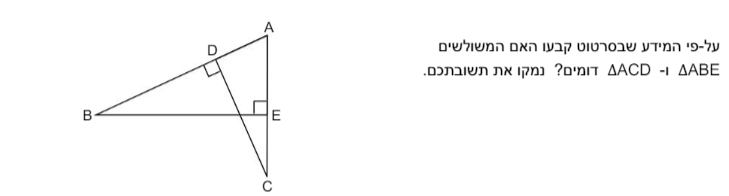 על-פי המידע שבסרטוט קבעו האם המשולשים
ΔABE ו- ΔACD דומים? נמקו את תשובתכם.
A
D
B
E
C